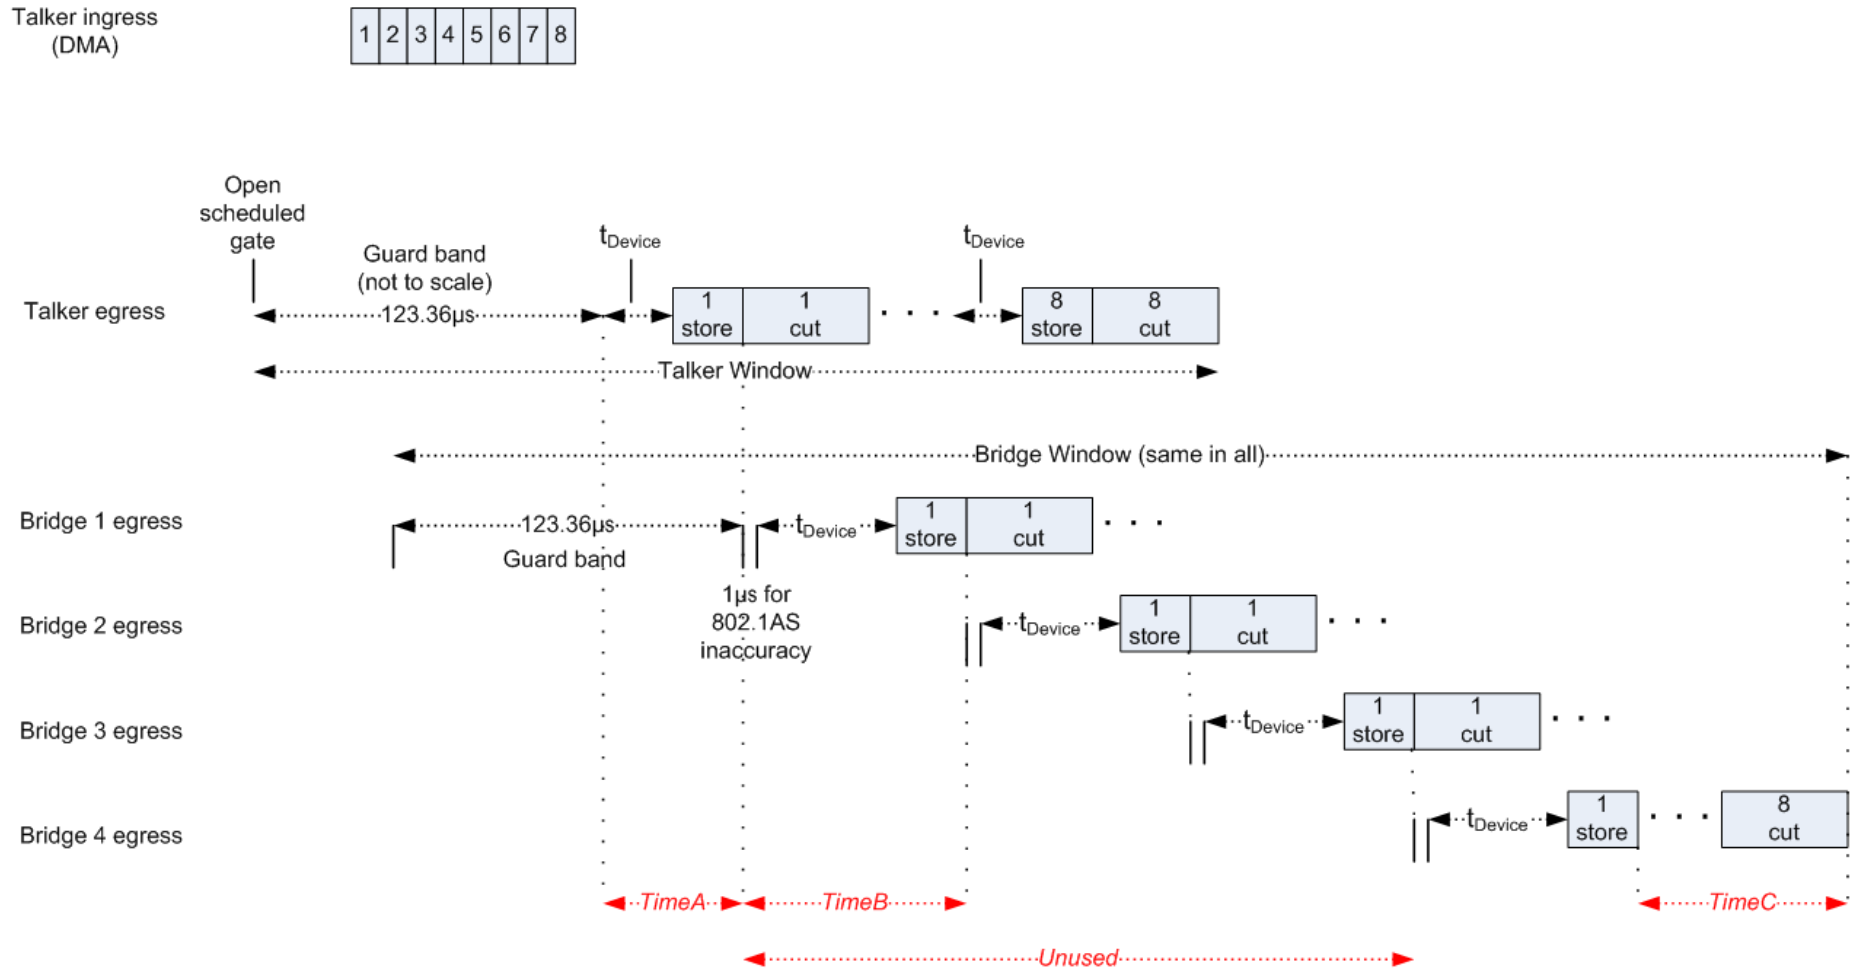 Talker ingress
(DMA)
1 2 3 4 5 6 7 8
Open
scheduled
gate
Guard band
(not to scale)
tDevice
tDevice
Talker egress
123.36µs
1
store
1
cut
. . .
8
store
8
cut
Talker Window
Bridge Window (same in all)
Bridge 1 egress
123.36µs
Guard band
tDevice
1
store
1
cut
. . .
1µs for
802.1AS
inaccuracy
Bridge 2 egress
tDevice
1
store
1
cut
. . .
Bridge 3 egress
tDevice
1
store
1
cut
. . .
Bridge 4 egress
tDevice
1
store
. . .
8
cut
TimeA
TimeB
TimeC
Unused